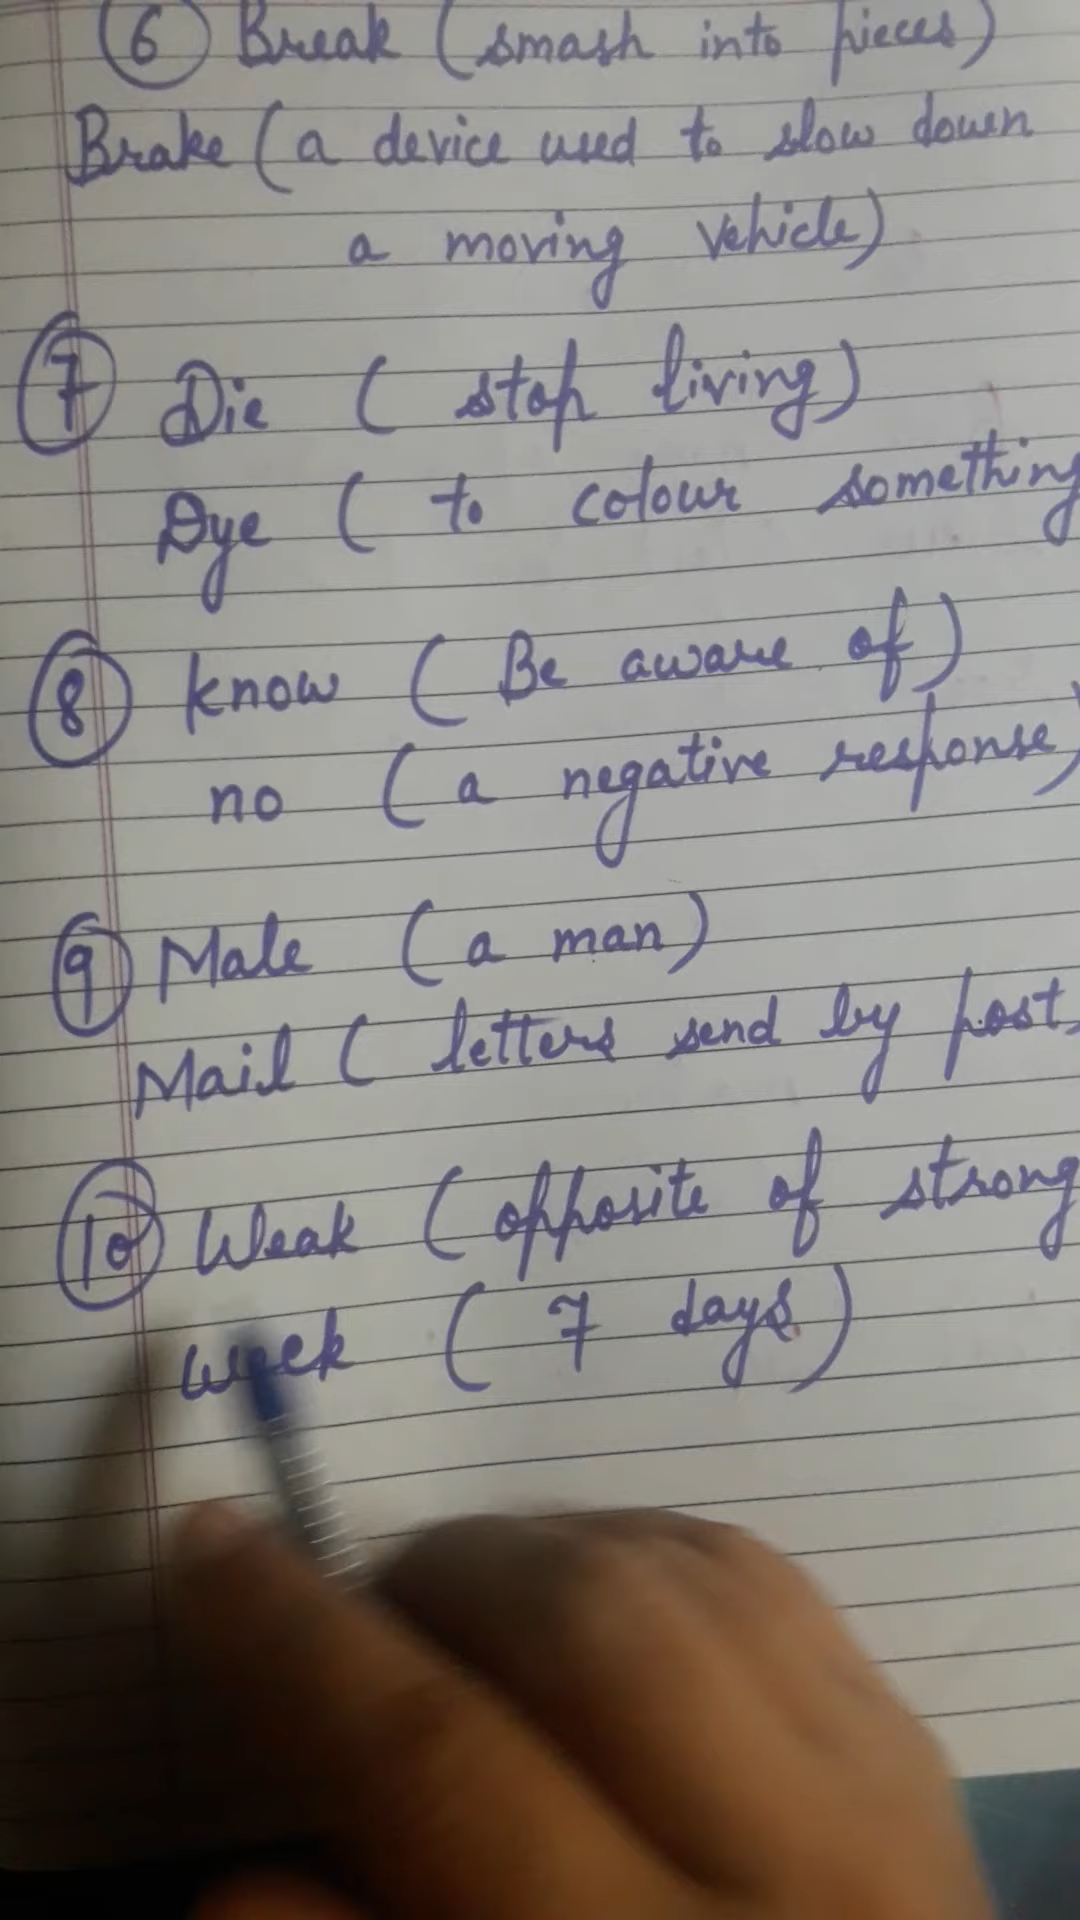 6 Break (smash into pieces)
Brake (a device used to slow down
a moving vehicle)
7 Die ( stop living)
Dye ( to colour something
8 know ( Be aware of)
no (a negative response)
9 Male (a man)
Mail ( letters send by post
10 Weak (opposite of strong
week ( 7 days)